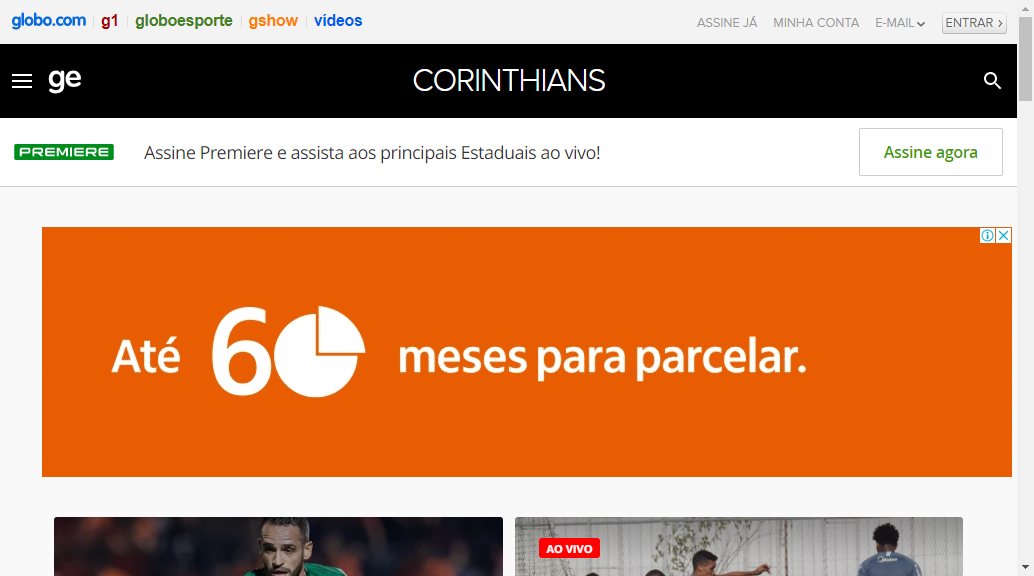 globo.com g1 globoesporte gshow vídeos ASSINE JÁ MINHA CONTA E-MAIL ENTRAR ›
ge CORINTHIANS
PREMIERE Assine Premiere e assista aos principais Estaduais ao vivo! Assine agora
Até 60 meses para parcelar.
AO VIVO